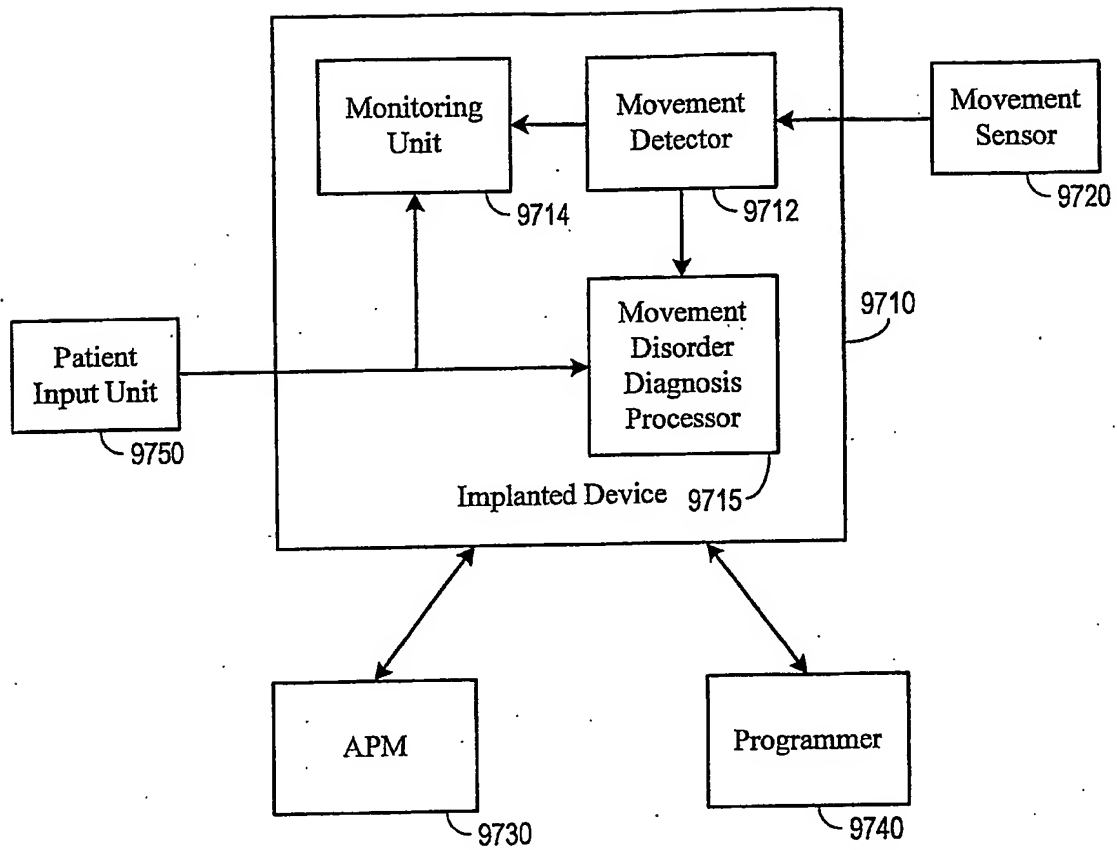 Monitoring
Unit
9714
Movement
Detector
9712
Movement
Sensor
9720
9710
Patient
Input Unit
9750
Movement
Disorder
Diagnosis
Processor
9715
Implanted Device
APM
9730
Programmer
9740